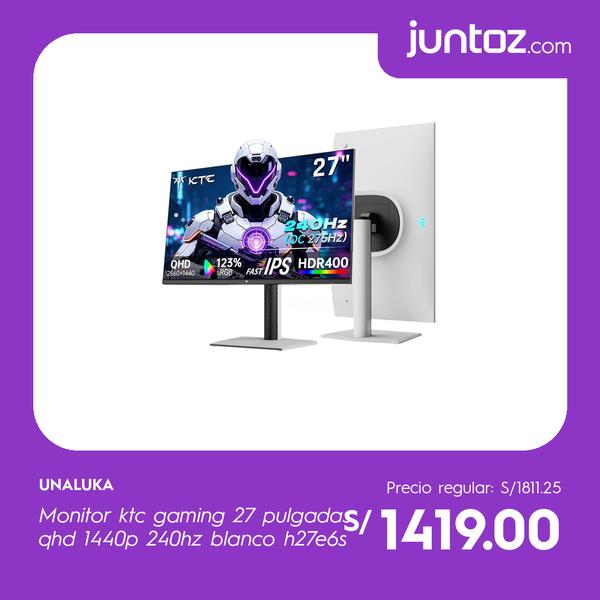 juntoz.com
KTC
27"
240Hz
(OC 275Hz)
QHD
2560×1440
123%
sRGB
FAST IPS
HDR400
UNALUKA
Precio regular: S/1811.25
Monitor ktc gaming 27 pulgadas
qhd 1440p 240hz blanco h27e6s
S/ 1419.00